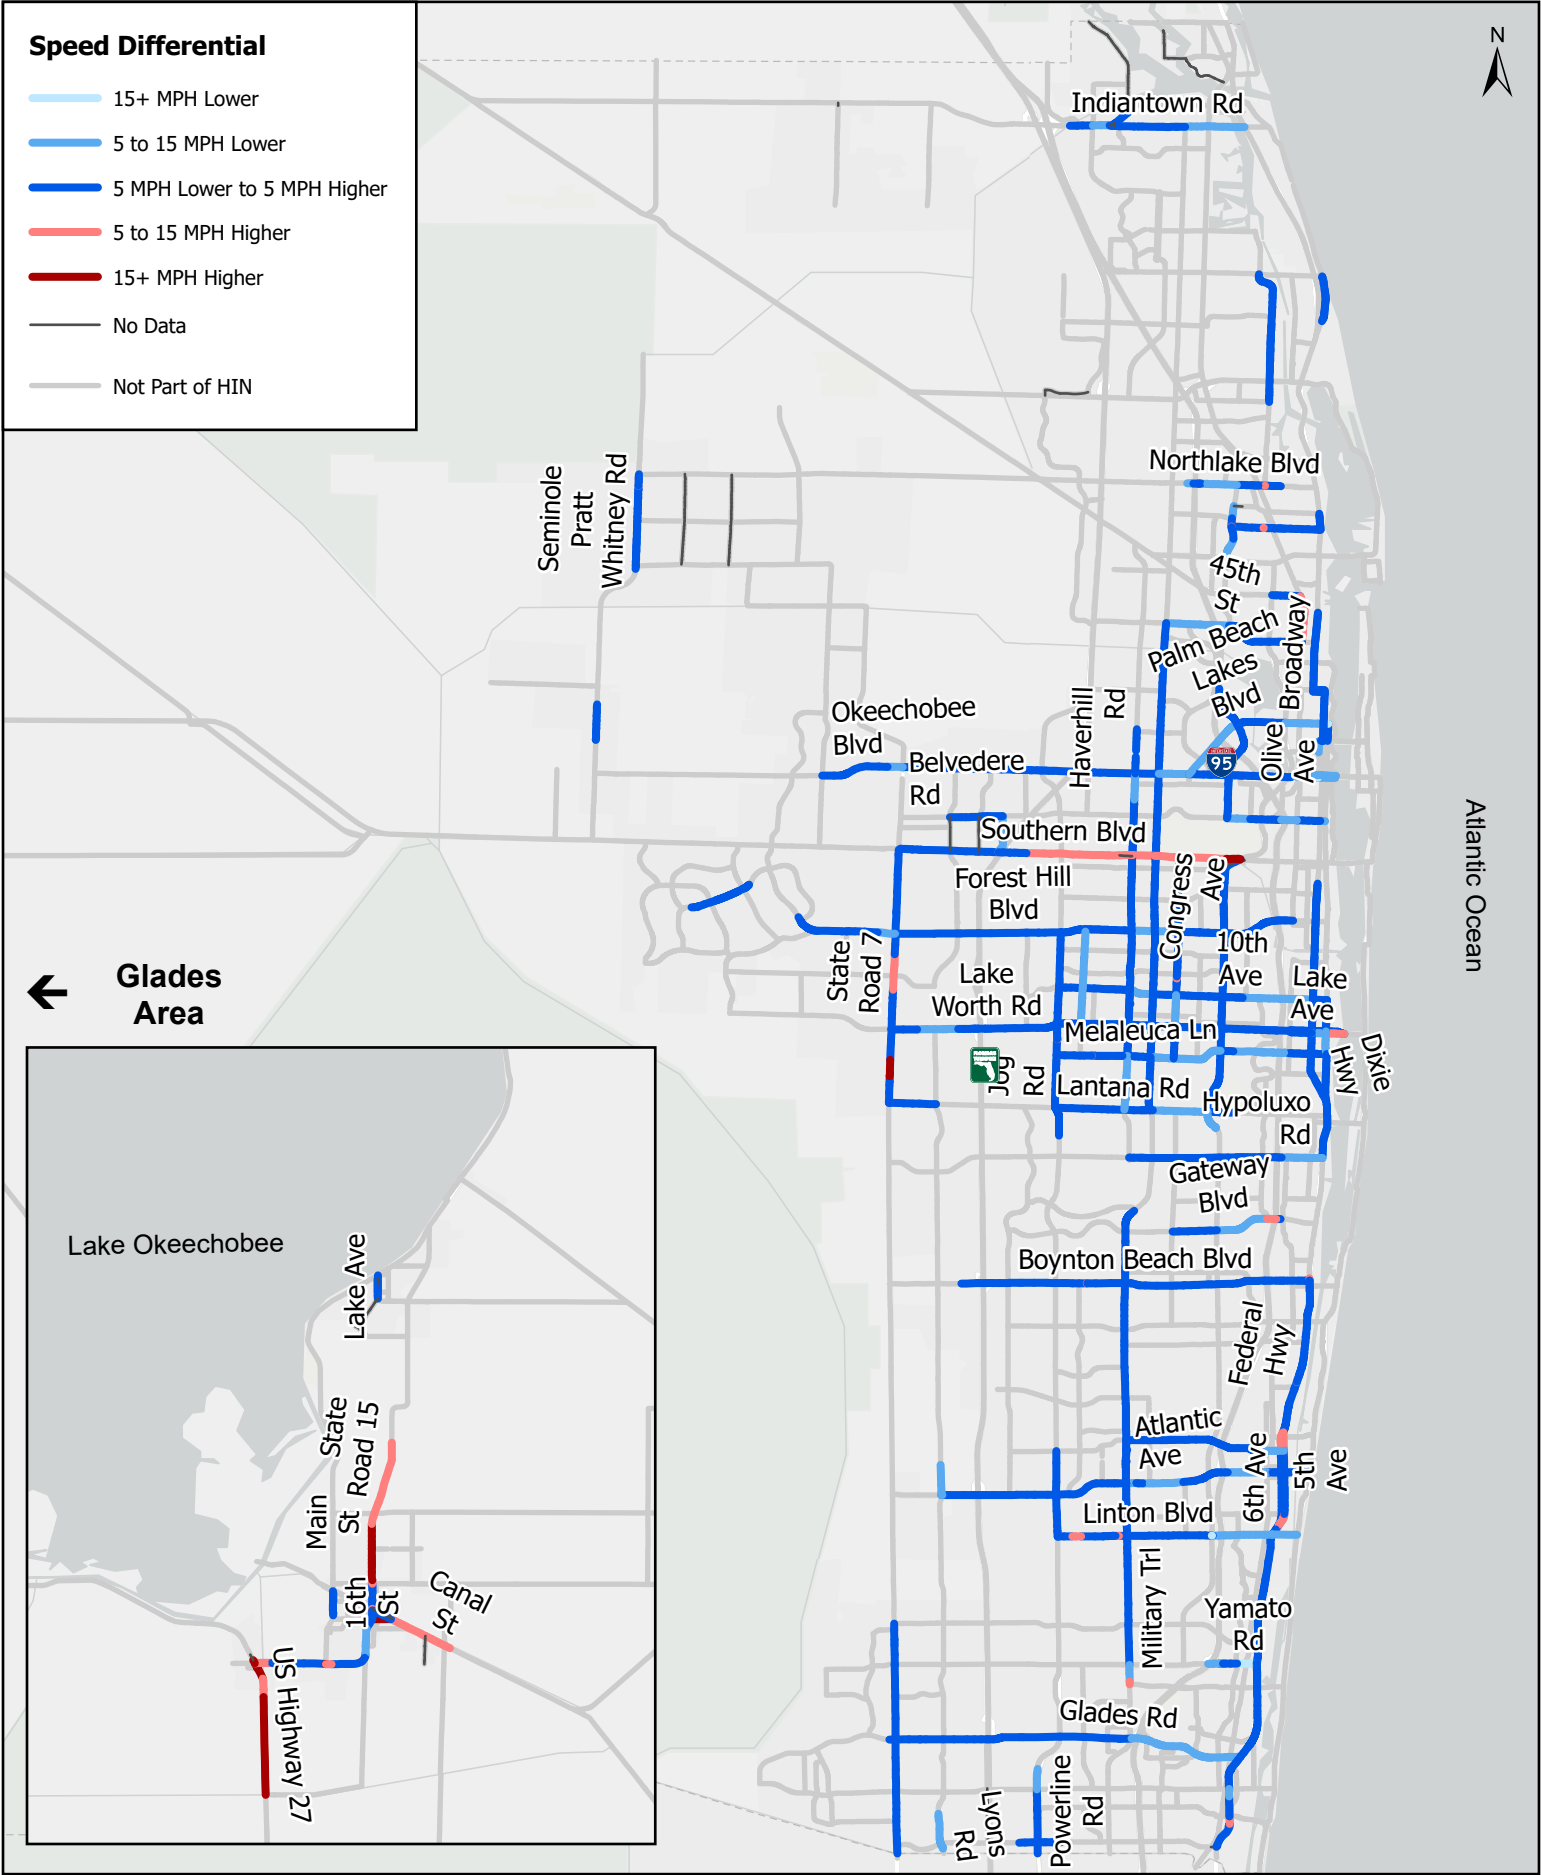 Speed Differential
15+ MPH Lower
5 to 15 MPH Lower
5 MPH Lower to 5 MPH Higher
5 to 15 MPH Higher
15+ MPH Higher
No Data
Not Part of HIN
N
Indiantown Rd
Northlake Blvd
Seminole
Pratt
Whitney Rd
45th
St
Palm Beach
Lakes
Blvd
Broadway
Okeechobee
Blvd
Haverhill
Rd
Belvedere
Rd
95
Olive
Ave
Southern Blvd
Forest Hill
Blvd
Congress
Ave
State
Road 7
10th
Ave
Lake
Worth Rd
Lake
Ave
Melaleuca Ln
Dixie
Hwy
Jog
Rd
Lantana Rd
Hypoluxo
Rd
Gateway
Blvd
Boynton Beach Blvd
Federal
Hwy
Atlantic
Ave
6th Ave
5th
Ave
Linton Blvd
Military Trl
Yamato
Rd
Glades Rd
Powerline
Rd
Lyons
Rd
Atlantic Ocean
Glades
Area
Lake Okeechobee
Lake Ave
State
Road 15
Main
St
16th
St
Canal
St
US Highway 27